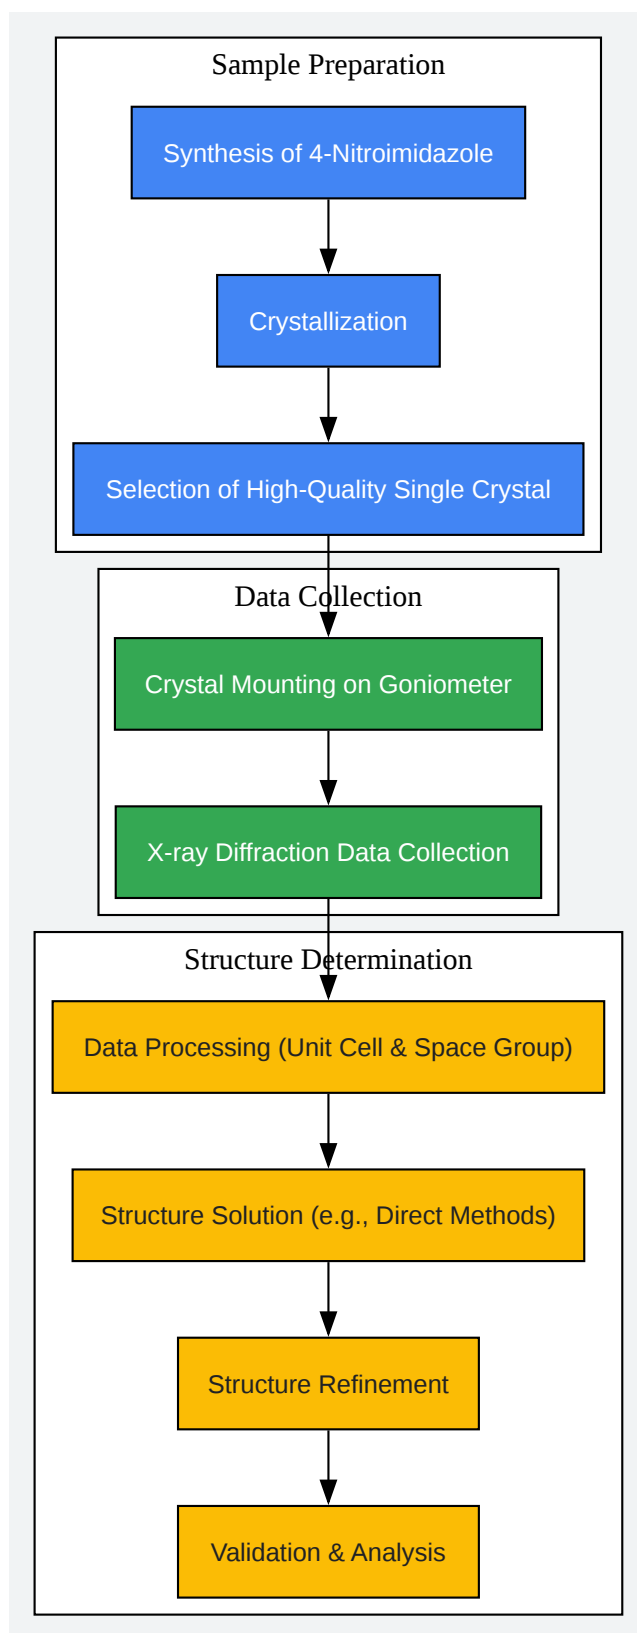 Sample Preparation
Synthesis of 4-Nitroimidazole
Crystallization
Selection of High-Quality Single Crystal
Data Collection
Crystal Mounting on Goniometer
X-ray Diffraction Data Collection
Structure Determination
Data Processing (Unit Cell & Space Group)
Structure Solution (e.g., Direct Methods)
Structure Refinement
Validation & Analysis